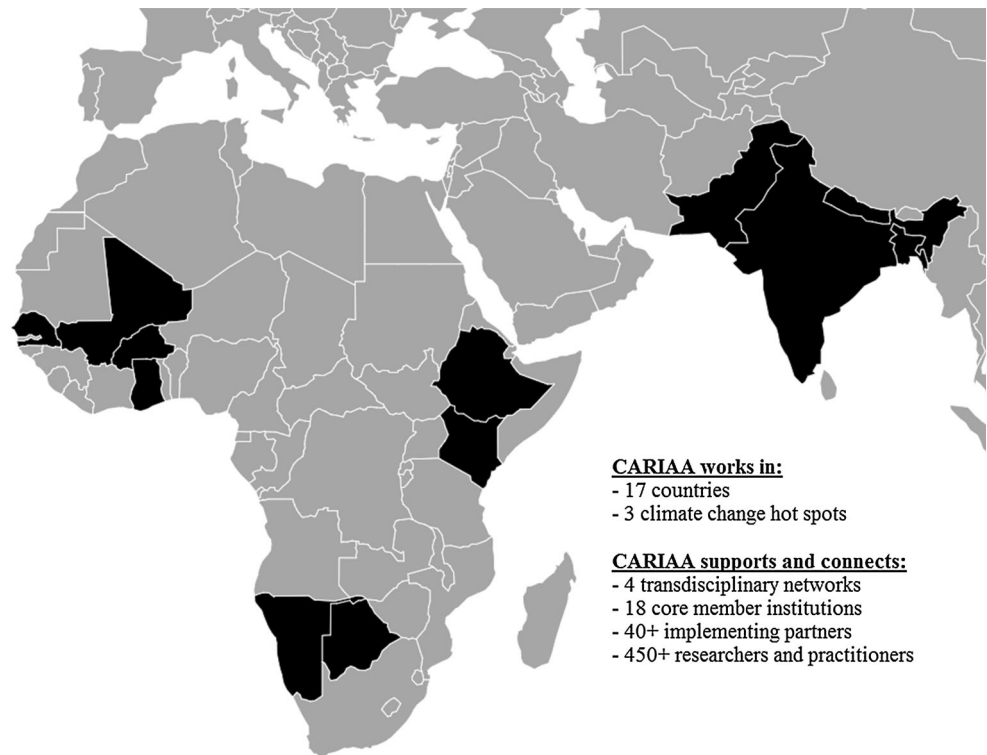 CARIAA works in:
- 17 countries
- 3 climate change hot spots
CARIAA supports and connects:
- 4 transdisciplinary networks
- 18 core member institutions
- 40+ implementing partners
- 450+ researchers and practitioners